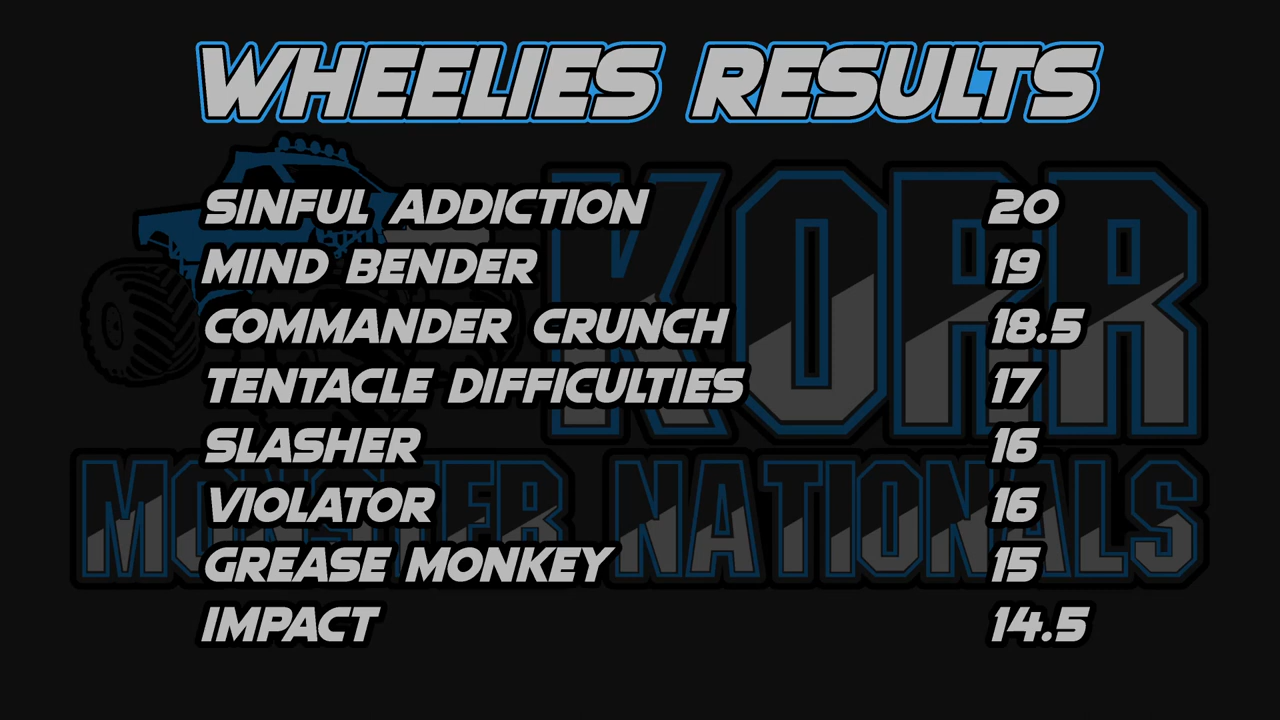 WHEELIES RESULTS
KORR
MONSTER NATIONALS
SINFUL ADDICTION 20
MIND BENDER 19
COMMANDER CRUNCH 18.5
TENTACLE DIFFICULTIES 17
SLASHER 16
VIOLATOR 16
GREASE MONKEY 15
IMPACT 14.5